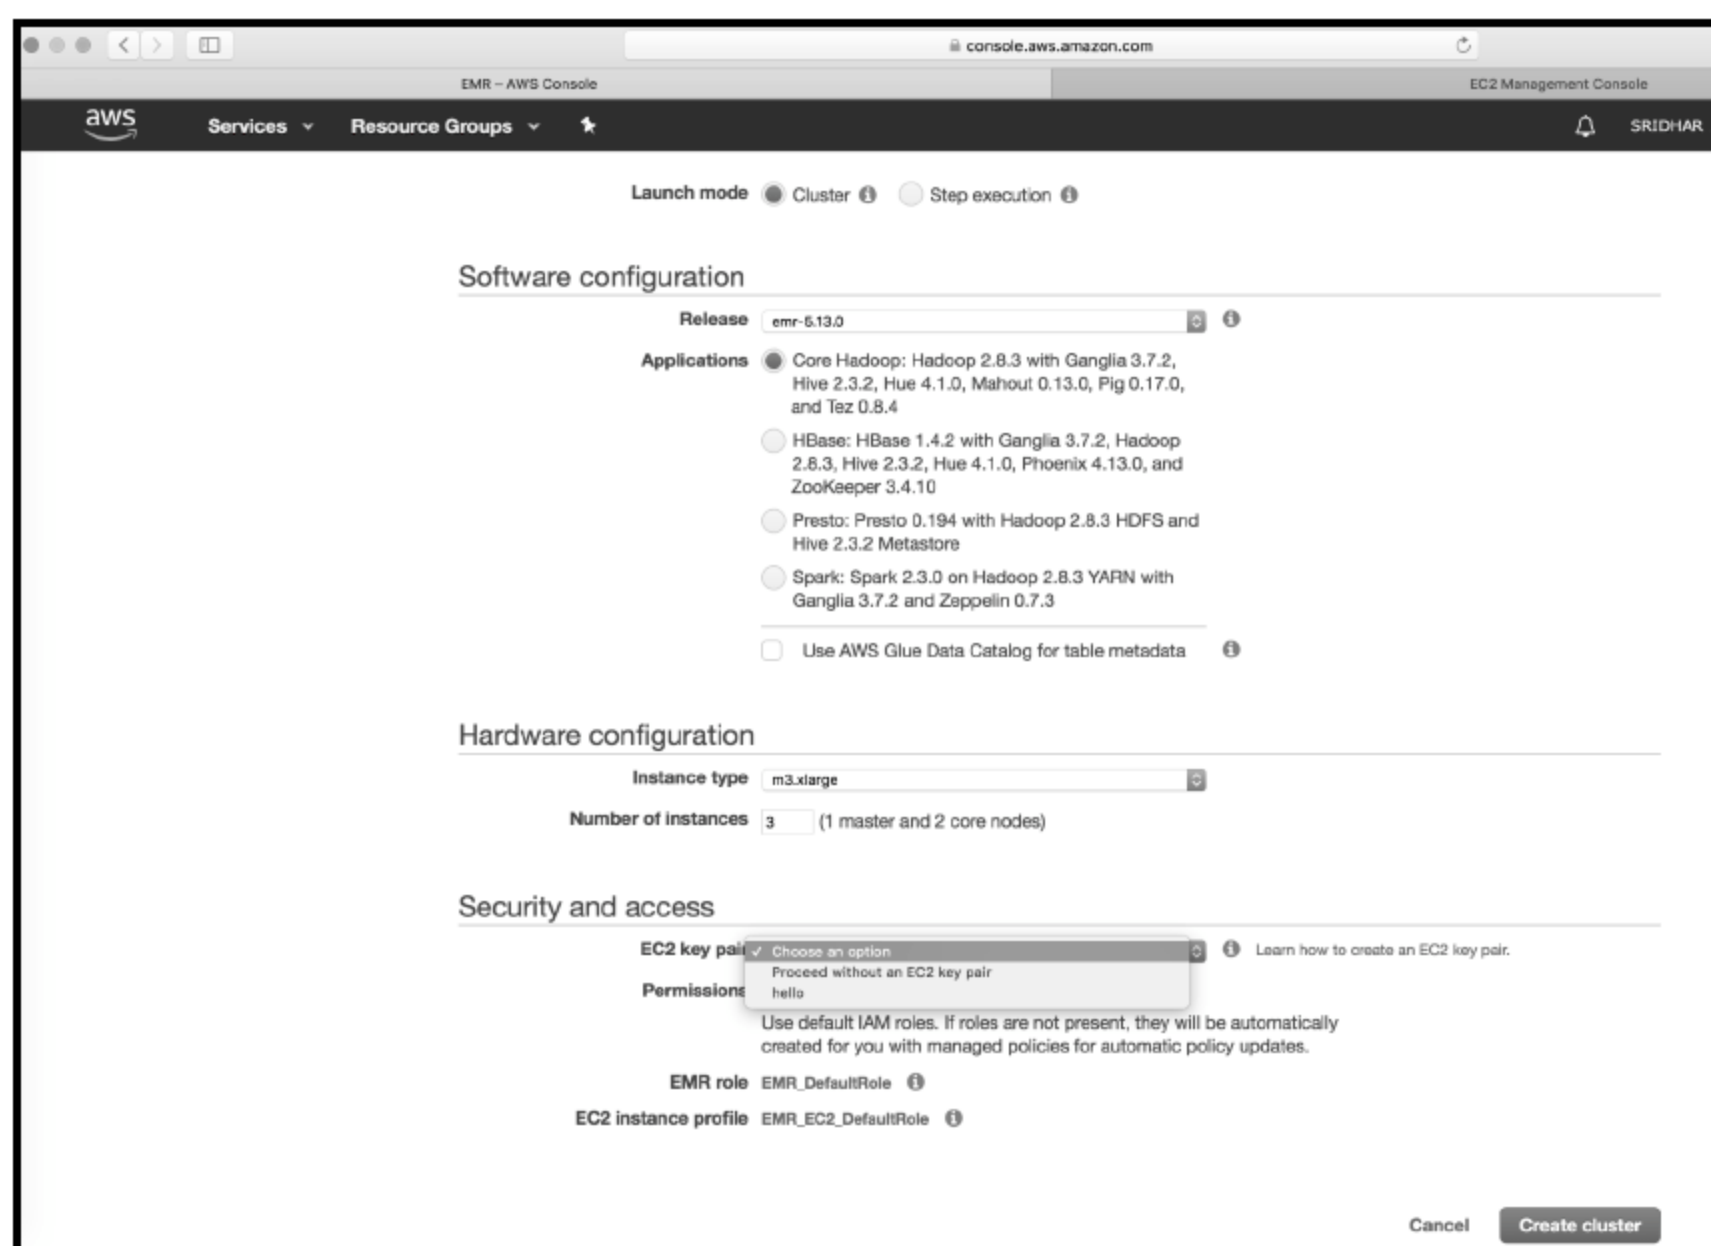 console.aws.amazon.com
EMR – AWS Console
EC2 Management Console
aws
Services
Resource Groups
SRIDHAR
Launch mode
Cluster
Step execution
Software configuration
Release
emr-5.13.0
Applications
Core Hadoop: Hadoop 2.8.3 with Ganglia 3.7.2,
Hive 2.3.2, Hue 4.1.0, Mahout 0.13.0, Pig 0.17.0,
and Tez 0.8.4
HBase: HBase 1.4.2 with Ganglia 3.7.2, Hadoop
2.8.3, Hive 2.3.2, Hue 4.1.0, Phoenix 4.13.0, and
ZooKeeper 3.4.10
Presto: Presto 0.194 with Hadoop 2.8.3 HDFS and
Hive 2.3.2 Metastore
Spark: Spark 2.3.0 on Hadoop 2.8.3 YARN with
Ganglia 3.7.2 and Zeppelin 0.7.3
Use AWS Glue Data Catalog for table metadata
Hardware configuration
Instance type
m3.xlarge
Number of instances
3
(1 master and 2 core nodes)
Security and access
EC2 key pair
✓ Choose an option
Learn how to create an EC2 key pair.
Proceed without an EC2 key pair
Permissions
hello
Use default IAM roles. If roles are not present, they will be automatically
created for you with managed policies for automatic policy updates.
EMR role
EMR_DefaultRole
EC2 instance profile
EMR_EC2_DefaultRole
Cancel
Create cluster